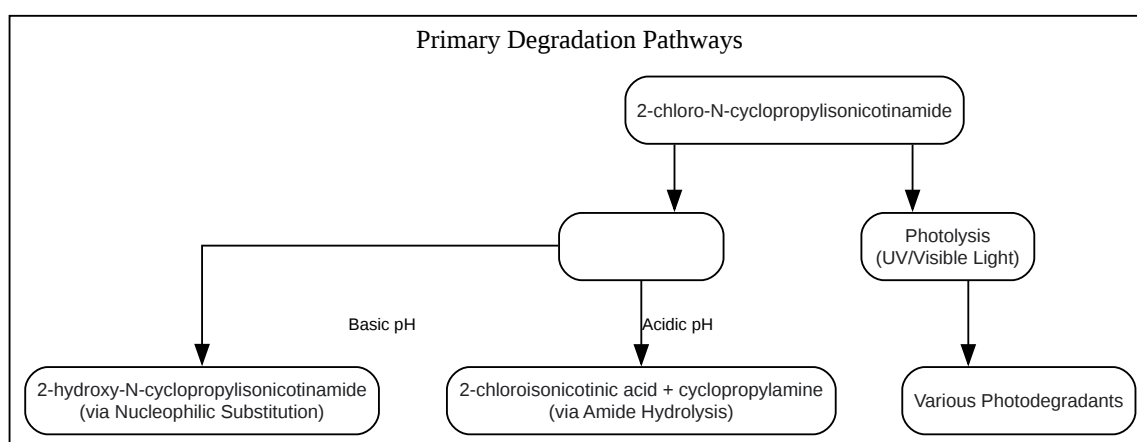 Primary Degradation Pathways
2-chloro-N-cyclopropylisonicotinamide
Photolysis
(UV/Visible Light)
Basic pH
Acidic pH
2-hydroxy-N-cyclopropylisonicotinamide
(via Nucleophilic Substitution)
2-chloroisonicotinic acid + cyclopropylamine
(via Amide Hydrolysis)
Various Photodegradants